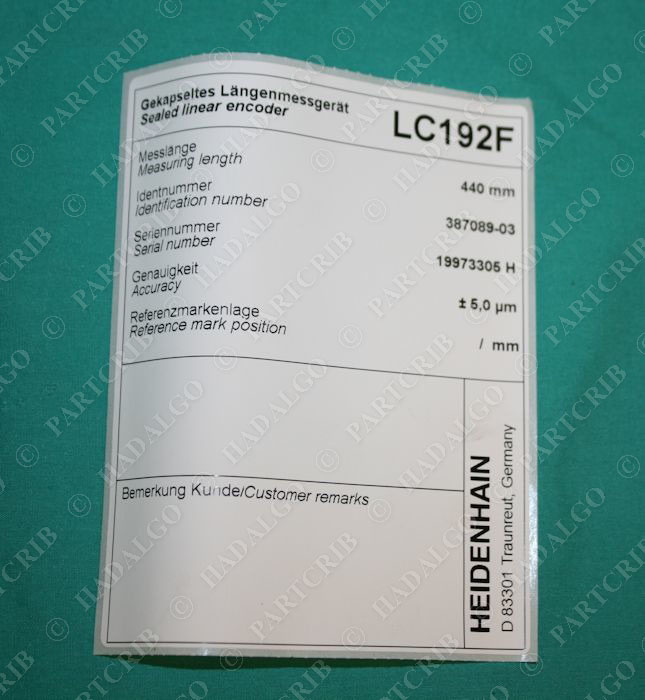 Gekapseltes Längenmessgerät
Sealed linear encoder
LC192F
Messlänge
Measuring length
440 mm
Identnummer
Identification number
387089-03
Seriennummer
Serial number
19973305 H
Genauigkeit
Accuracy
± 5,0 µm
Referenzmarkenlage
Reference mark position
/ mm
Bemerkung Kunde/Customer remarks
HEIDENHAIN
D 83301 Traunreut, Germany
© PARTCRIB
© HADALGO